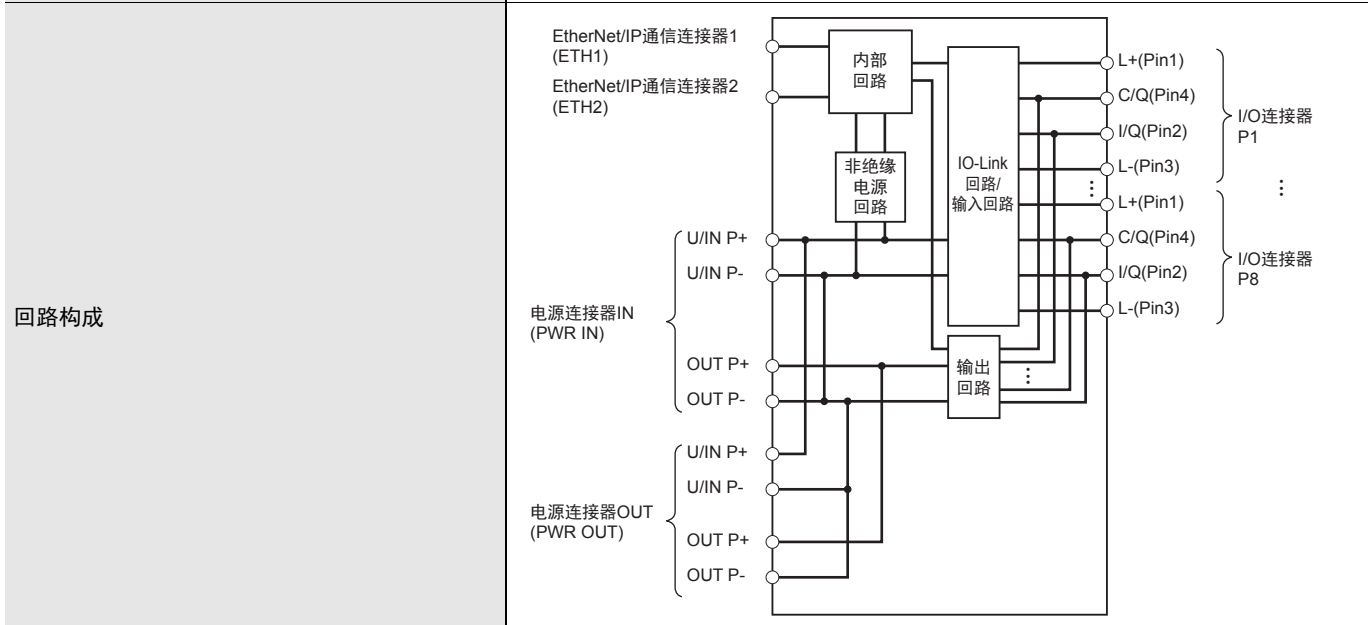 回路构成
EtherNet/IP通信连接器1
(ETH1)
EtherNet/IP通信连接器2
(ETH2)
内部
回路
非绝缘
电源
回路
IO-Link
回路/
输入回路
输出
回路
电源连接器IN
(PWR IN)
U/IN P+
U/IN P-
OUT P+
OUT P-
电源连接器OUT
(PWR OUT)
U/IN P+
U/IN P-
OUT P+
OUT P-
L+(Pin1)
C/Q(Pin4)
I/Q(Pin2)
L-(Pin3)
I/O连接器
P1
L+(Pin1)
C/Q(Pin4)
I/Q(Pin2)
L-(Pin3)
I/O连接器
P8